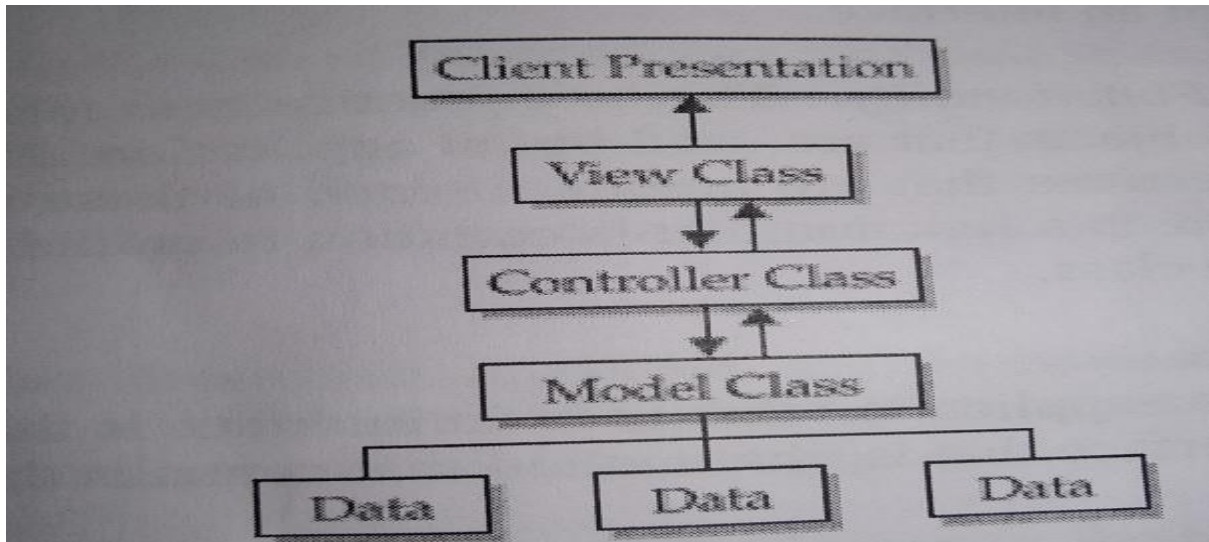 Client Presentation
View Class
Controller Class
Model Class
Data
Data
Data